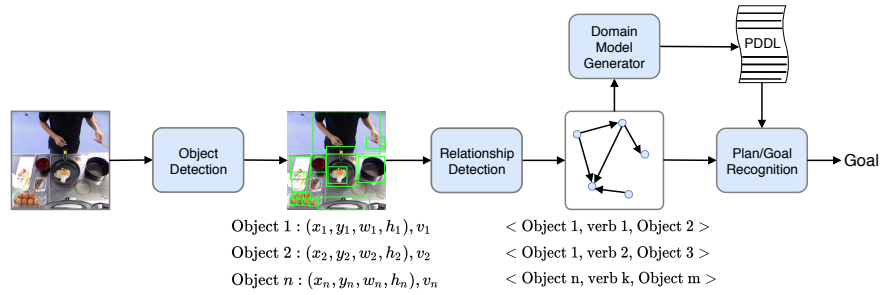 Domain
Model
Generator
PDDL
Object
Detection
Relationship
Detection
Plan/Goal
Recognition
Goal
Object 1 : (x₁, y₁, w₁, h₁), v₁
Object 2 : (x₂, y₂, w₂, h₂), v₂
Object n : (xₙ, yₙ, wₙ, hₙ), vₙ
< Object 1, verb 1, Object 2 >
< Object 1, verb 2, Object 3 >
< Object n, verb k, Object m >